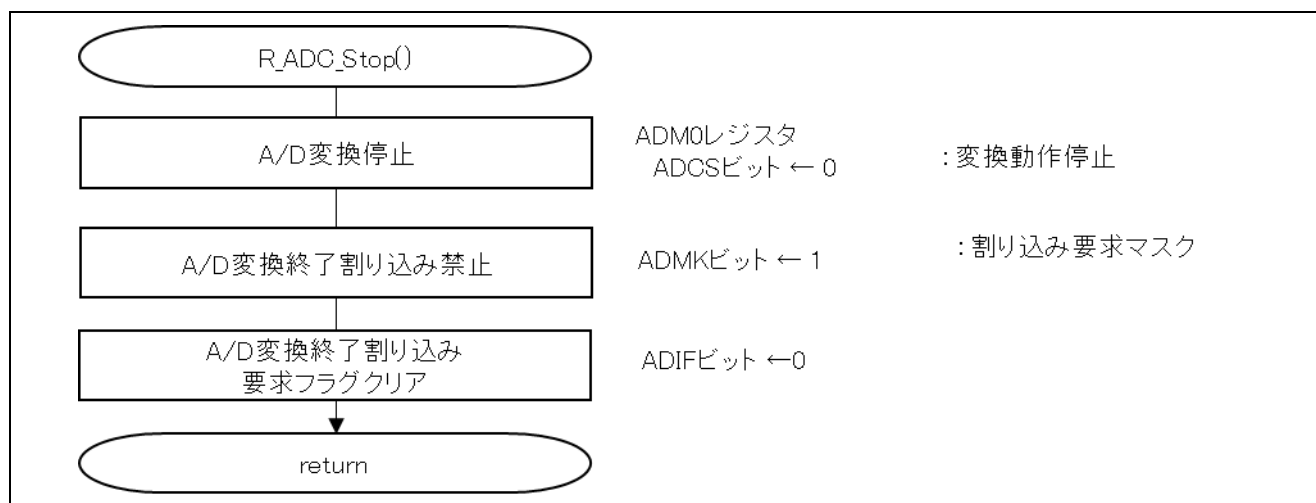 R_ADC_Stop()
A/D変換停止
ADM0レジスタ
ADCSビット ← 0
:変換動作停止
A/D変換終了割り込み禁止
ADMKビット ← 1
:割り込み要求マスク
A/D変換終了割り込み
要求フラグクリア
ADIFビット ←0
return